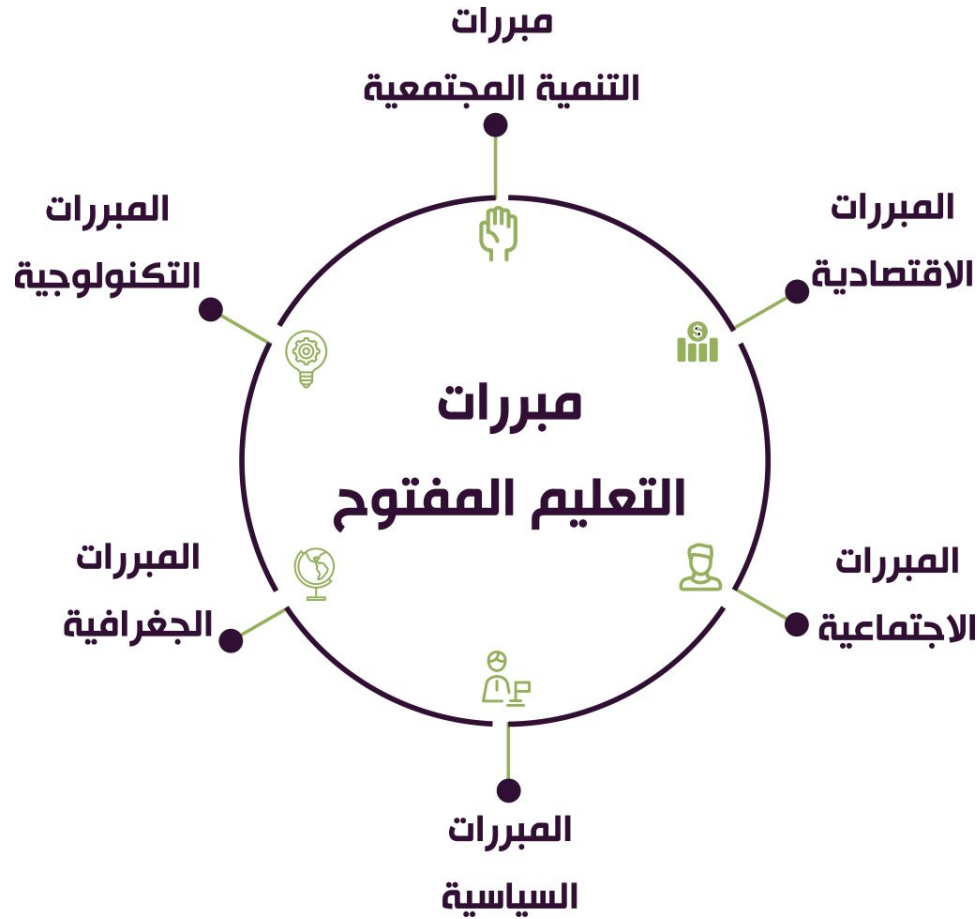 مبررات
التنمية المجتمعية
المبررات
الاقتصادية
المبررات
التكنولوجية
مبررات
التعليم المفتوح
المبررات
الاجتماعية
المبررات
الجغرافية
المبررات
السياسية